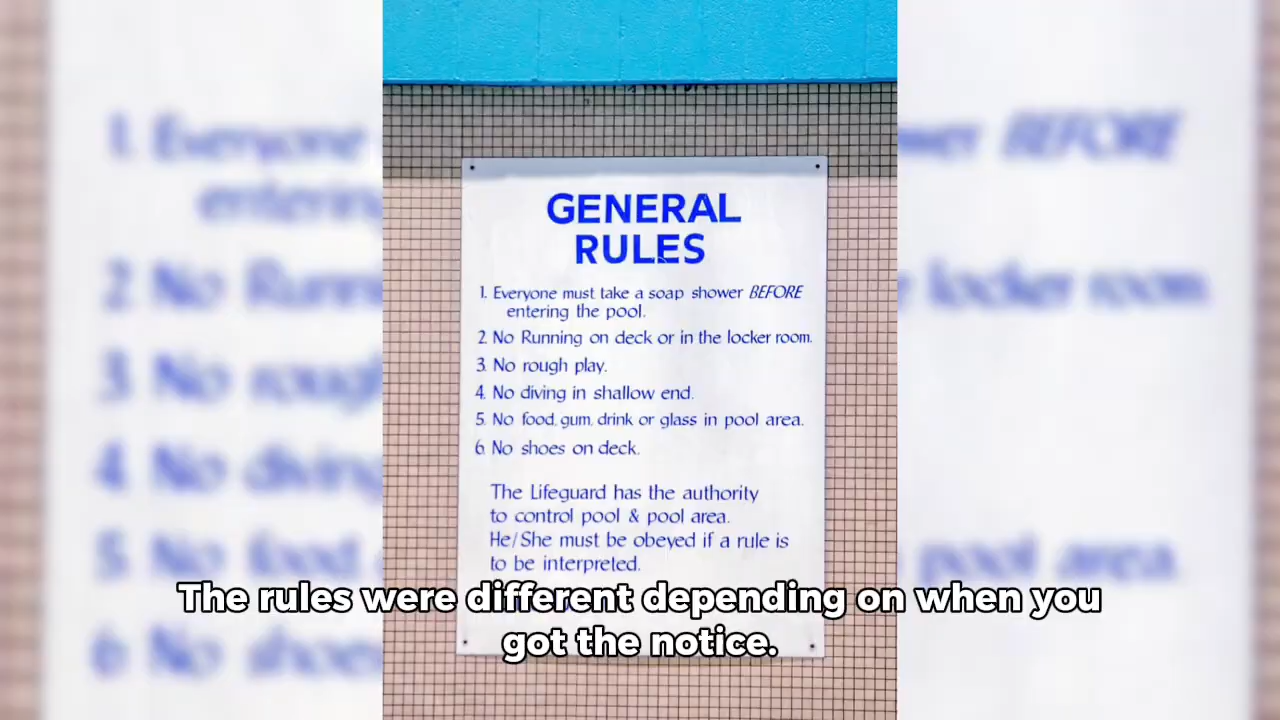 GENERAL
RULES
1. Everyone must take a soap shower BEFORE
entering the pool.
2. No Running on deck or in the locker room.
3. No rough play.
4. No diving in shallow end.
5. No food, gum, drink or glass in pool area.
6. No shoes on deck.
The Lifeguard has the authority
to control pool & pool area.
He/She must be obeyed if a rule is
to be interpreted.
The rules were different depending on when you
got the notice.